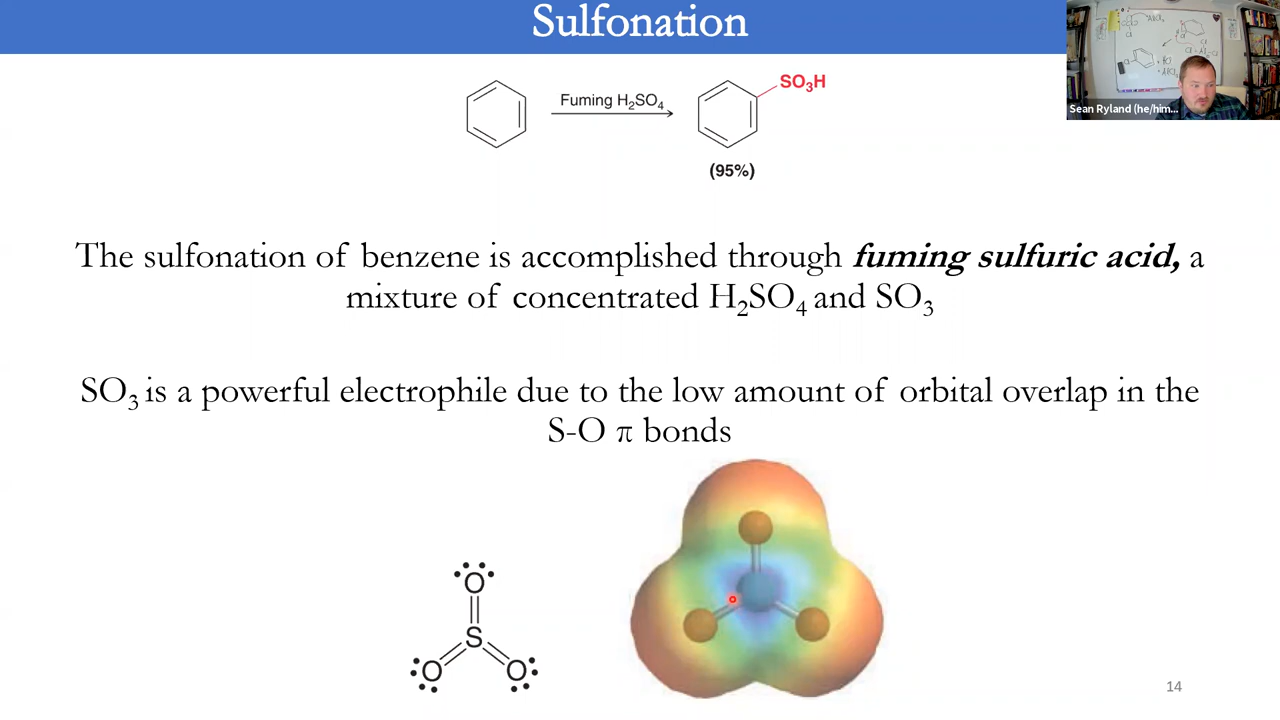 Sulfonation
Fuming H₂SO₄
SO₃H
(95%)
Sean Ryland (he/him...
The sulfonation of benzene is accomplished through fuming sulfuric acid, a
mixture of concentrated H₂SO₄ and SO₃
SO₃ is a powerful electrophile due to the low amount of orbital overlap in the
S-O π bonds
O
S
O O
14